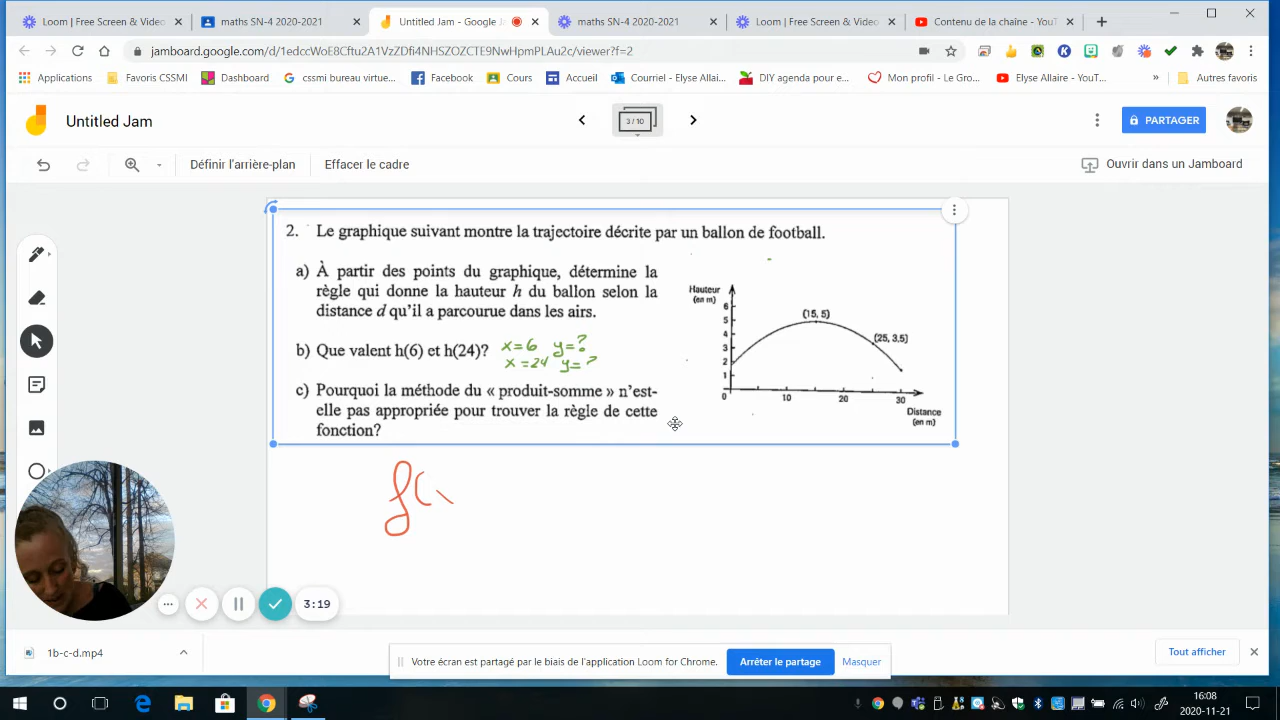 Loom | Free Screen & Video
maths SN-4 2020-2021
Untitled Jam - Google J
maths SN-4 2020-2021
Loom | Free Screen & Video
Contenu de la chaîne - YouT
jamboard.google.com/d/1edccWoE8Cftu2A1VzZDfi4NHSOZCTE9NwHpmPLAu2c/viewer?f=2
Applications
Favoris CSSMI
Dashboard
cssmi bureau virtue...
Facebook
Cours
Accueil
Courriel - Elyse Allai...
DIY agenda pour e...
Mon profil - Le Gro...
Elyse Allaire - YouT...
»
Autres favoris
Untitled Jam
3 / 10
PARTAGER
Définir l'arrière-plan
Effacer le cadre
Ouvrir dans un Jamboard
2. Le graphique suivant montre la trajectoire décrite par un ballon de football.
a) À partir des points du graphique, détermine la
règle qui donne la hauteur h du ballon selon la
distance d qu'il a parcourue dans les airs.
b) Que valent h(6) et h(24)? x=6 y=?
x=24 y=?
c) Pourquoi la méthode du « produit-somme » n'est-
elle pas appropriée pour trouver la règle de cette
fonction?
Hauteur
(en m)
6
5
4
3
2
1
0
10
20
30
(15, 5)
(25, 3,5)
Distance
(en m)
f(
3:19
1b-c-d.mp4
Votre écran est partagé par le biais de l'application Loom for Chrome.
Arrêter le partage
Masquer
Tout afficher
16:08
2020-11-21